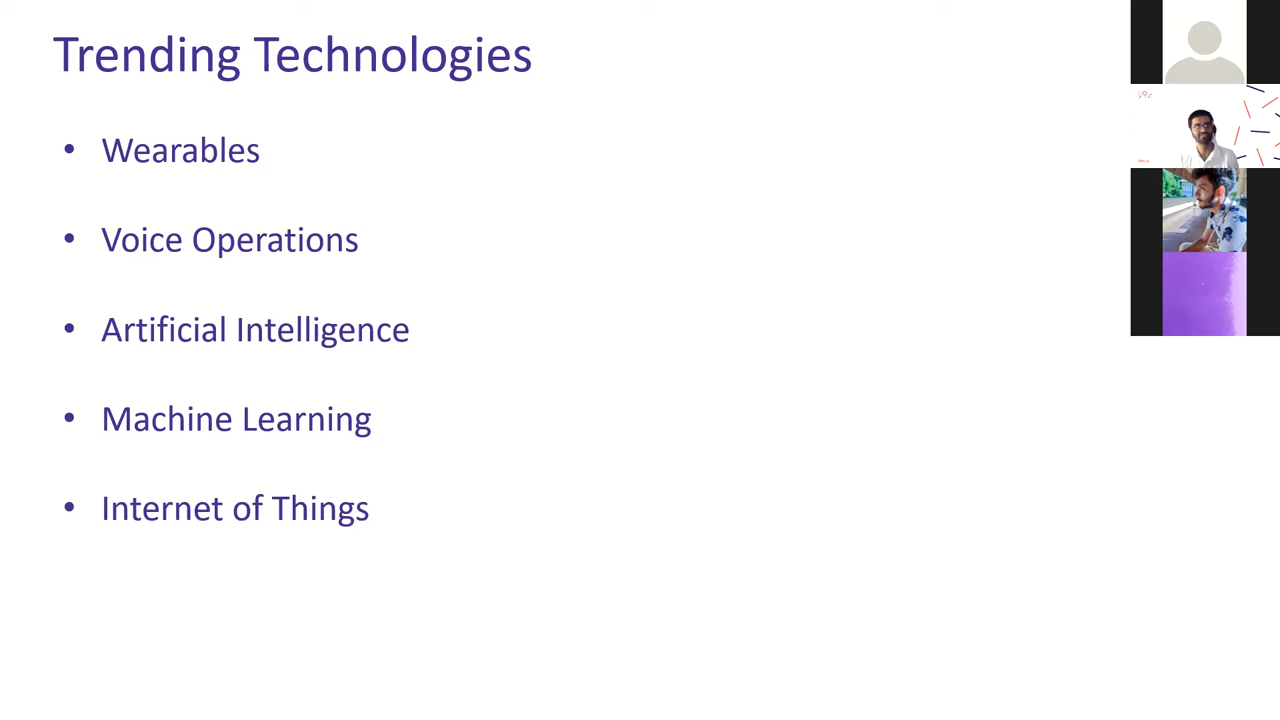 Trending Technologies
• Wearables
• Voice Operations
• Artificial Intelligence
• Machine Learning
• Internet of Things